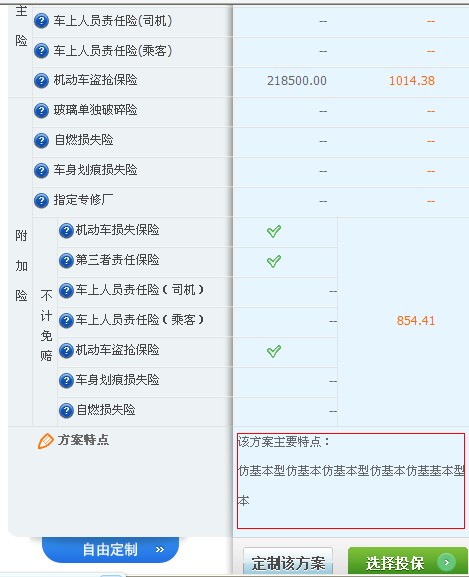 主
险
车上人员责任险(司机) -- --
车上人员责任险(乘客) -- --
机动车盗抢保险 218500.00 1014.38
玻璃单独破碎险 -- --
自燃损失险 -- --
车身划痕损失险 -- --
指定专修厂 -- --
附
加
险
不
计
免
赔
机动车损失保险
第三者责任保险
车上人员责任险（司机） --
车上人员责任险（乘客） -- 854.41
机动车盗抢保险
车身划痕损失险 --
自燃损失险 --
方案特点
该方案主要特点：
仿基本型仿基本仿基本型仿基本仿基基本型
本
自由定制 »
定制该方案
选择投保